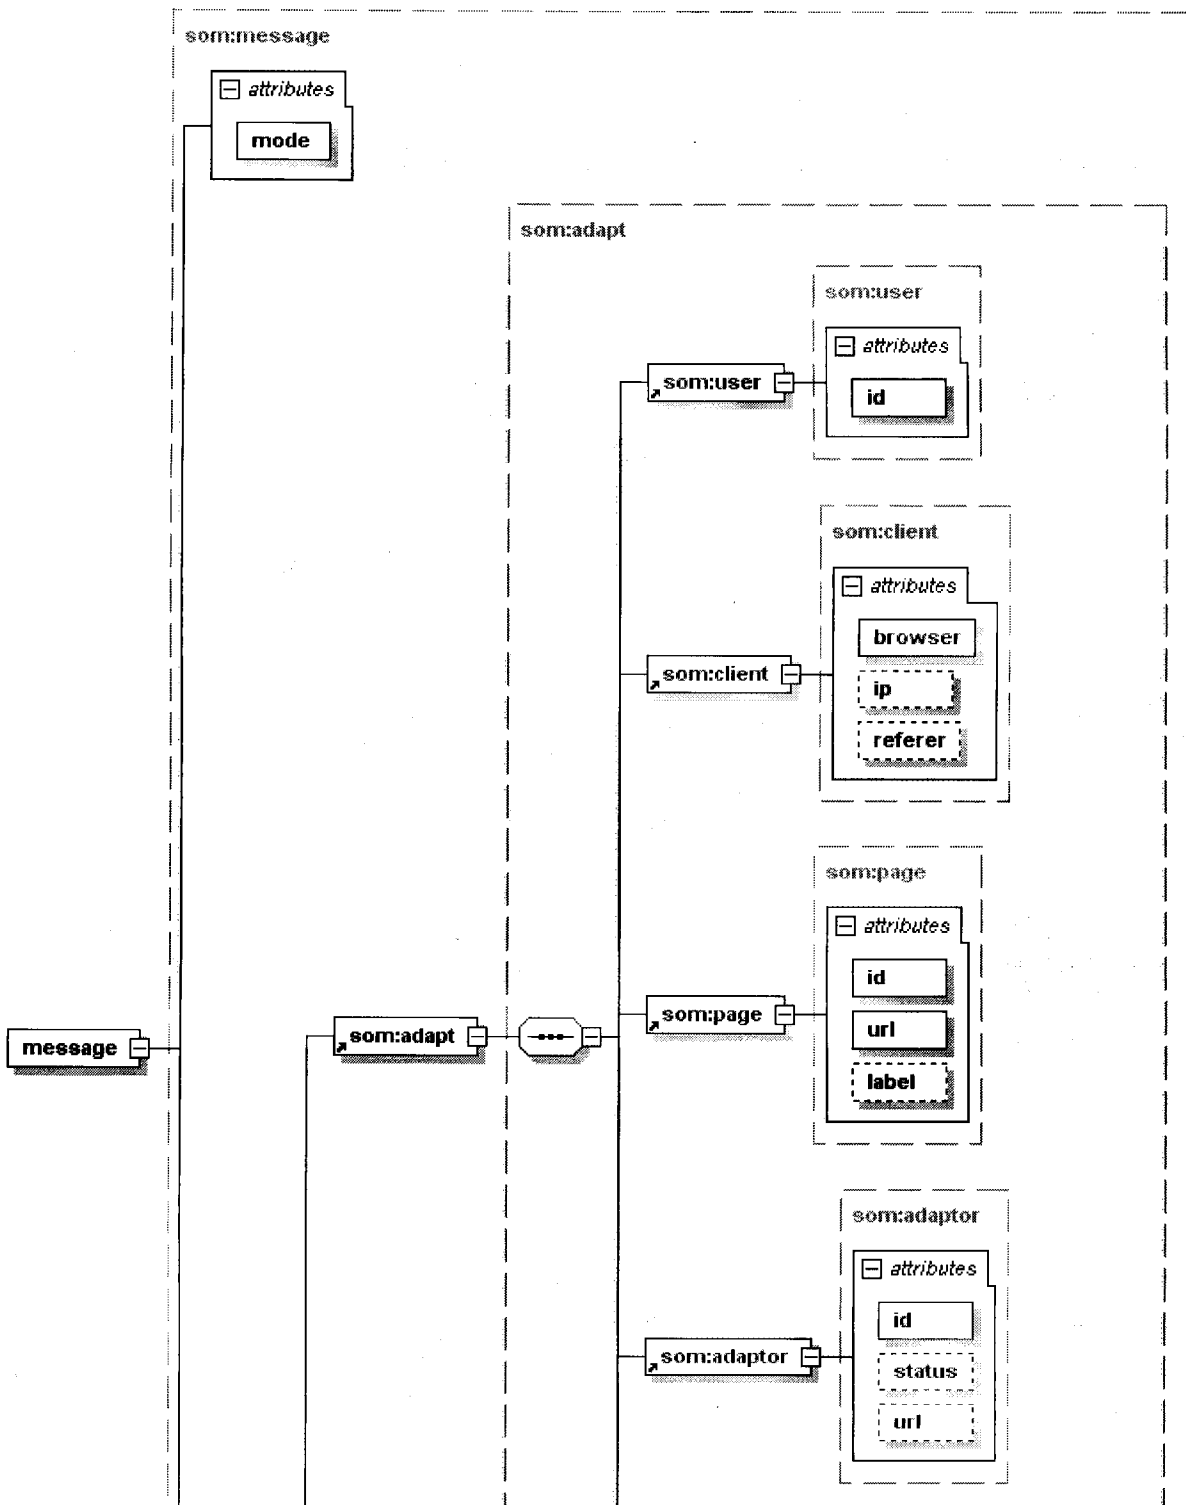 som:message
attributes
mode
som:adapt
som:user
attributes
som:user
id
som:client
attributes
browser
som:client
ip
referer
som:page
attributes
id
som:page
url
som:adapt
message
label
som:adaptor
attributes
id
som:adaptor
status
url